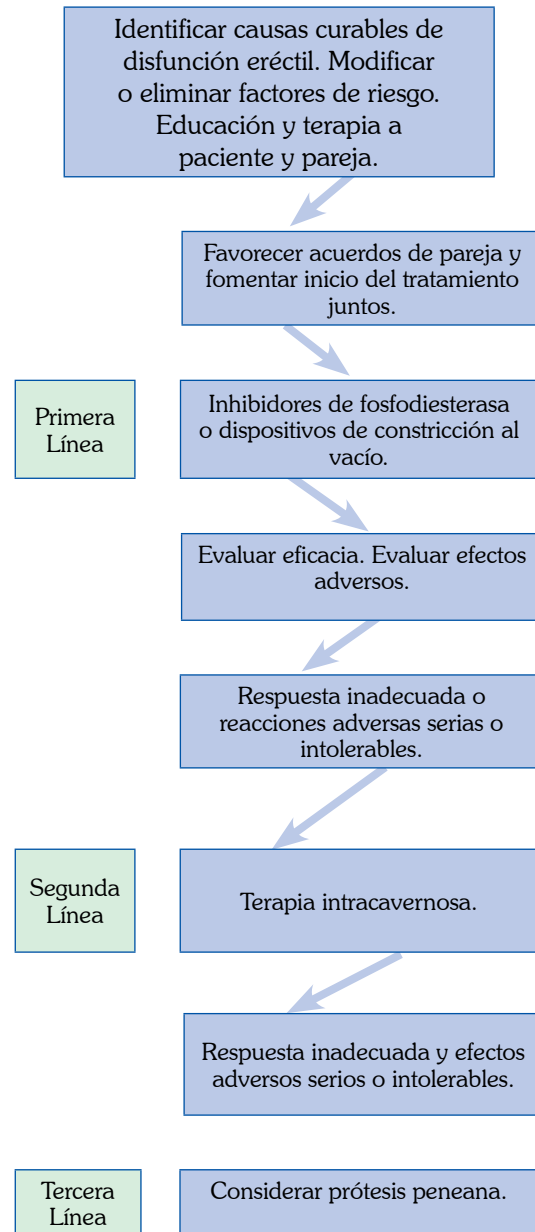 Identificar causas curables de
disfunción eréctil. Modificar
o eliminar factores de riesgo.
Educación y terapia a
paciente y pareja.
Favorecer acuerdos de pareja y
fomentar inicio del tratamiento
juntos.
Primera
Línea
Inhibidores de fosfodiesterasa
o dispositivos de constricción al
vacío.
Evaluar eficacia. Evaluar efectos
adversos.
Respuesta inadecuada o
reacciones adversas serias o
intolerables.
Segunda
Línea
Terapia intracavernosa.
Respuesta inadecuada y efectos
adversos serios o intolerables.
Tercera
Línea
Considerar prótesis peneana.